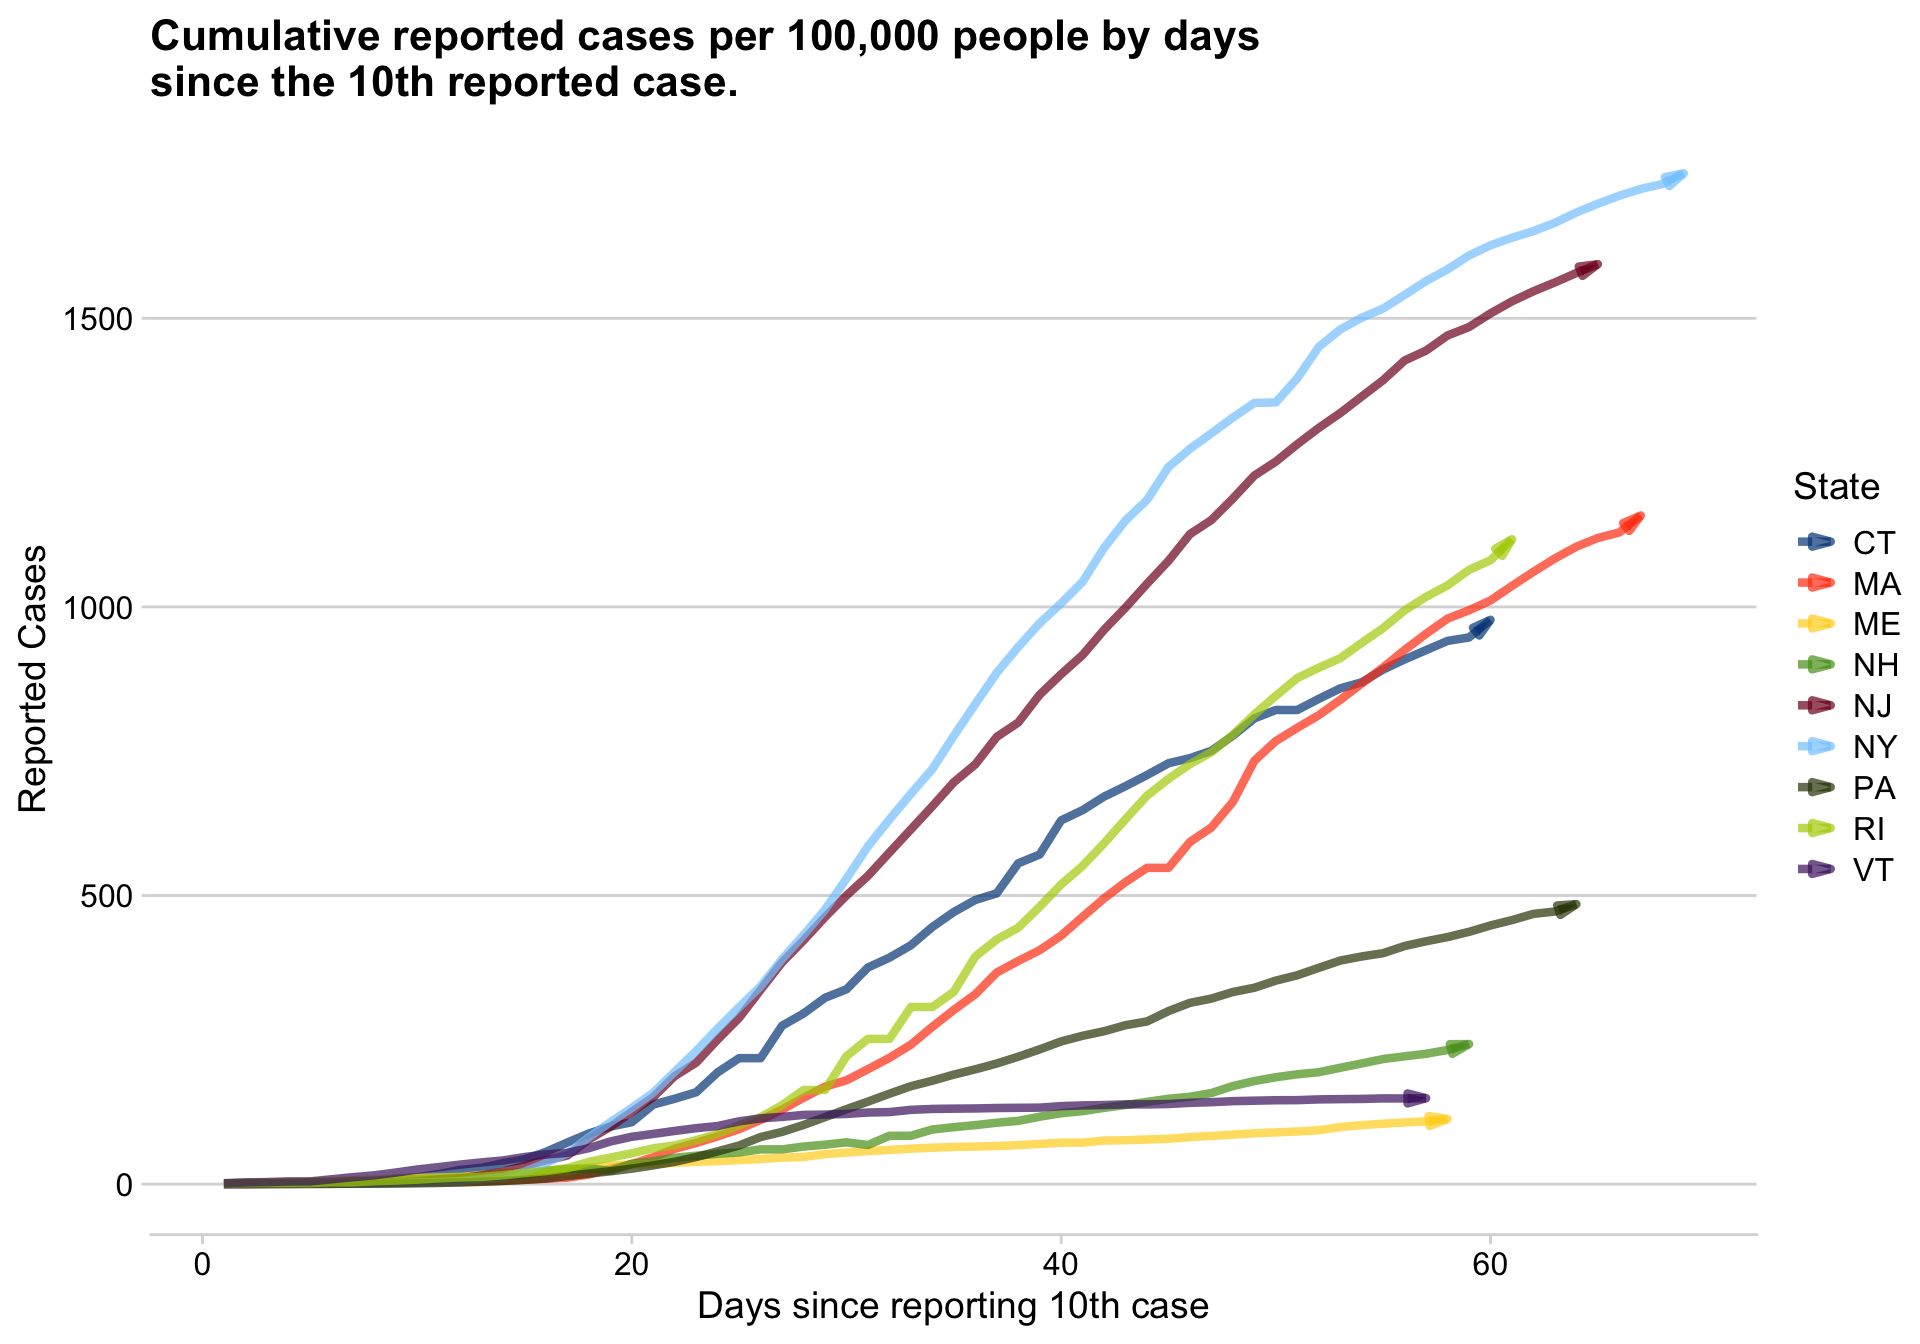 Cumulative reported cases per 100,000 people by days
since the 10th reported case.
Reported Cases
1500
1000
500
0
0
20
40
60
Days since reporting 10th case
State
CT
MA
ME
NH
NJ
NY
PA
RI
VT